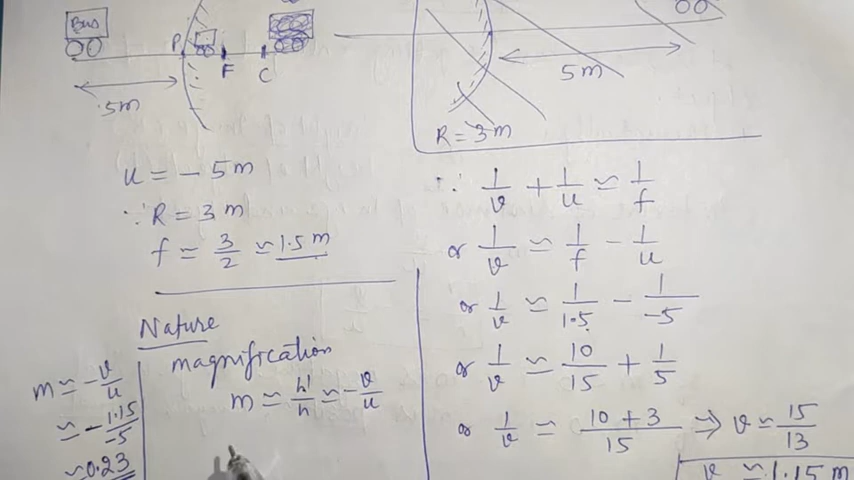 Bus
P
F
C
.5m
5m
R = 3m
u = - 5m
∵ R = 3m
f = 3/2 ≈ 1.5 m
Nature
magnification
m ≈ h'/h ≈ -v/u
m ≈ -v/u
≈ -1.15/-5
≈ 0.23
∵ 1/v + 1/u ≈ 1/f
or 1/v ≈ 1/f - 1/u
or 1/v ≈ 1/1.5 - 1/-5
or 1/v ≈ 10/15 + 1/5
or 1/v ≈ 10 + 3/15 ⇒ v ≈ 15/13
v ≈ 1.15 m